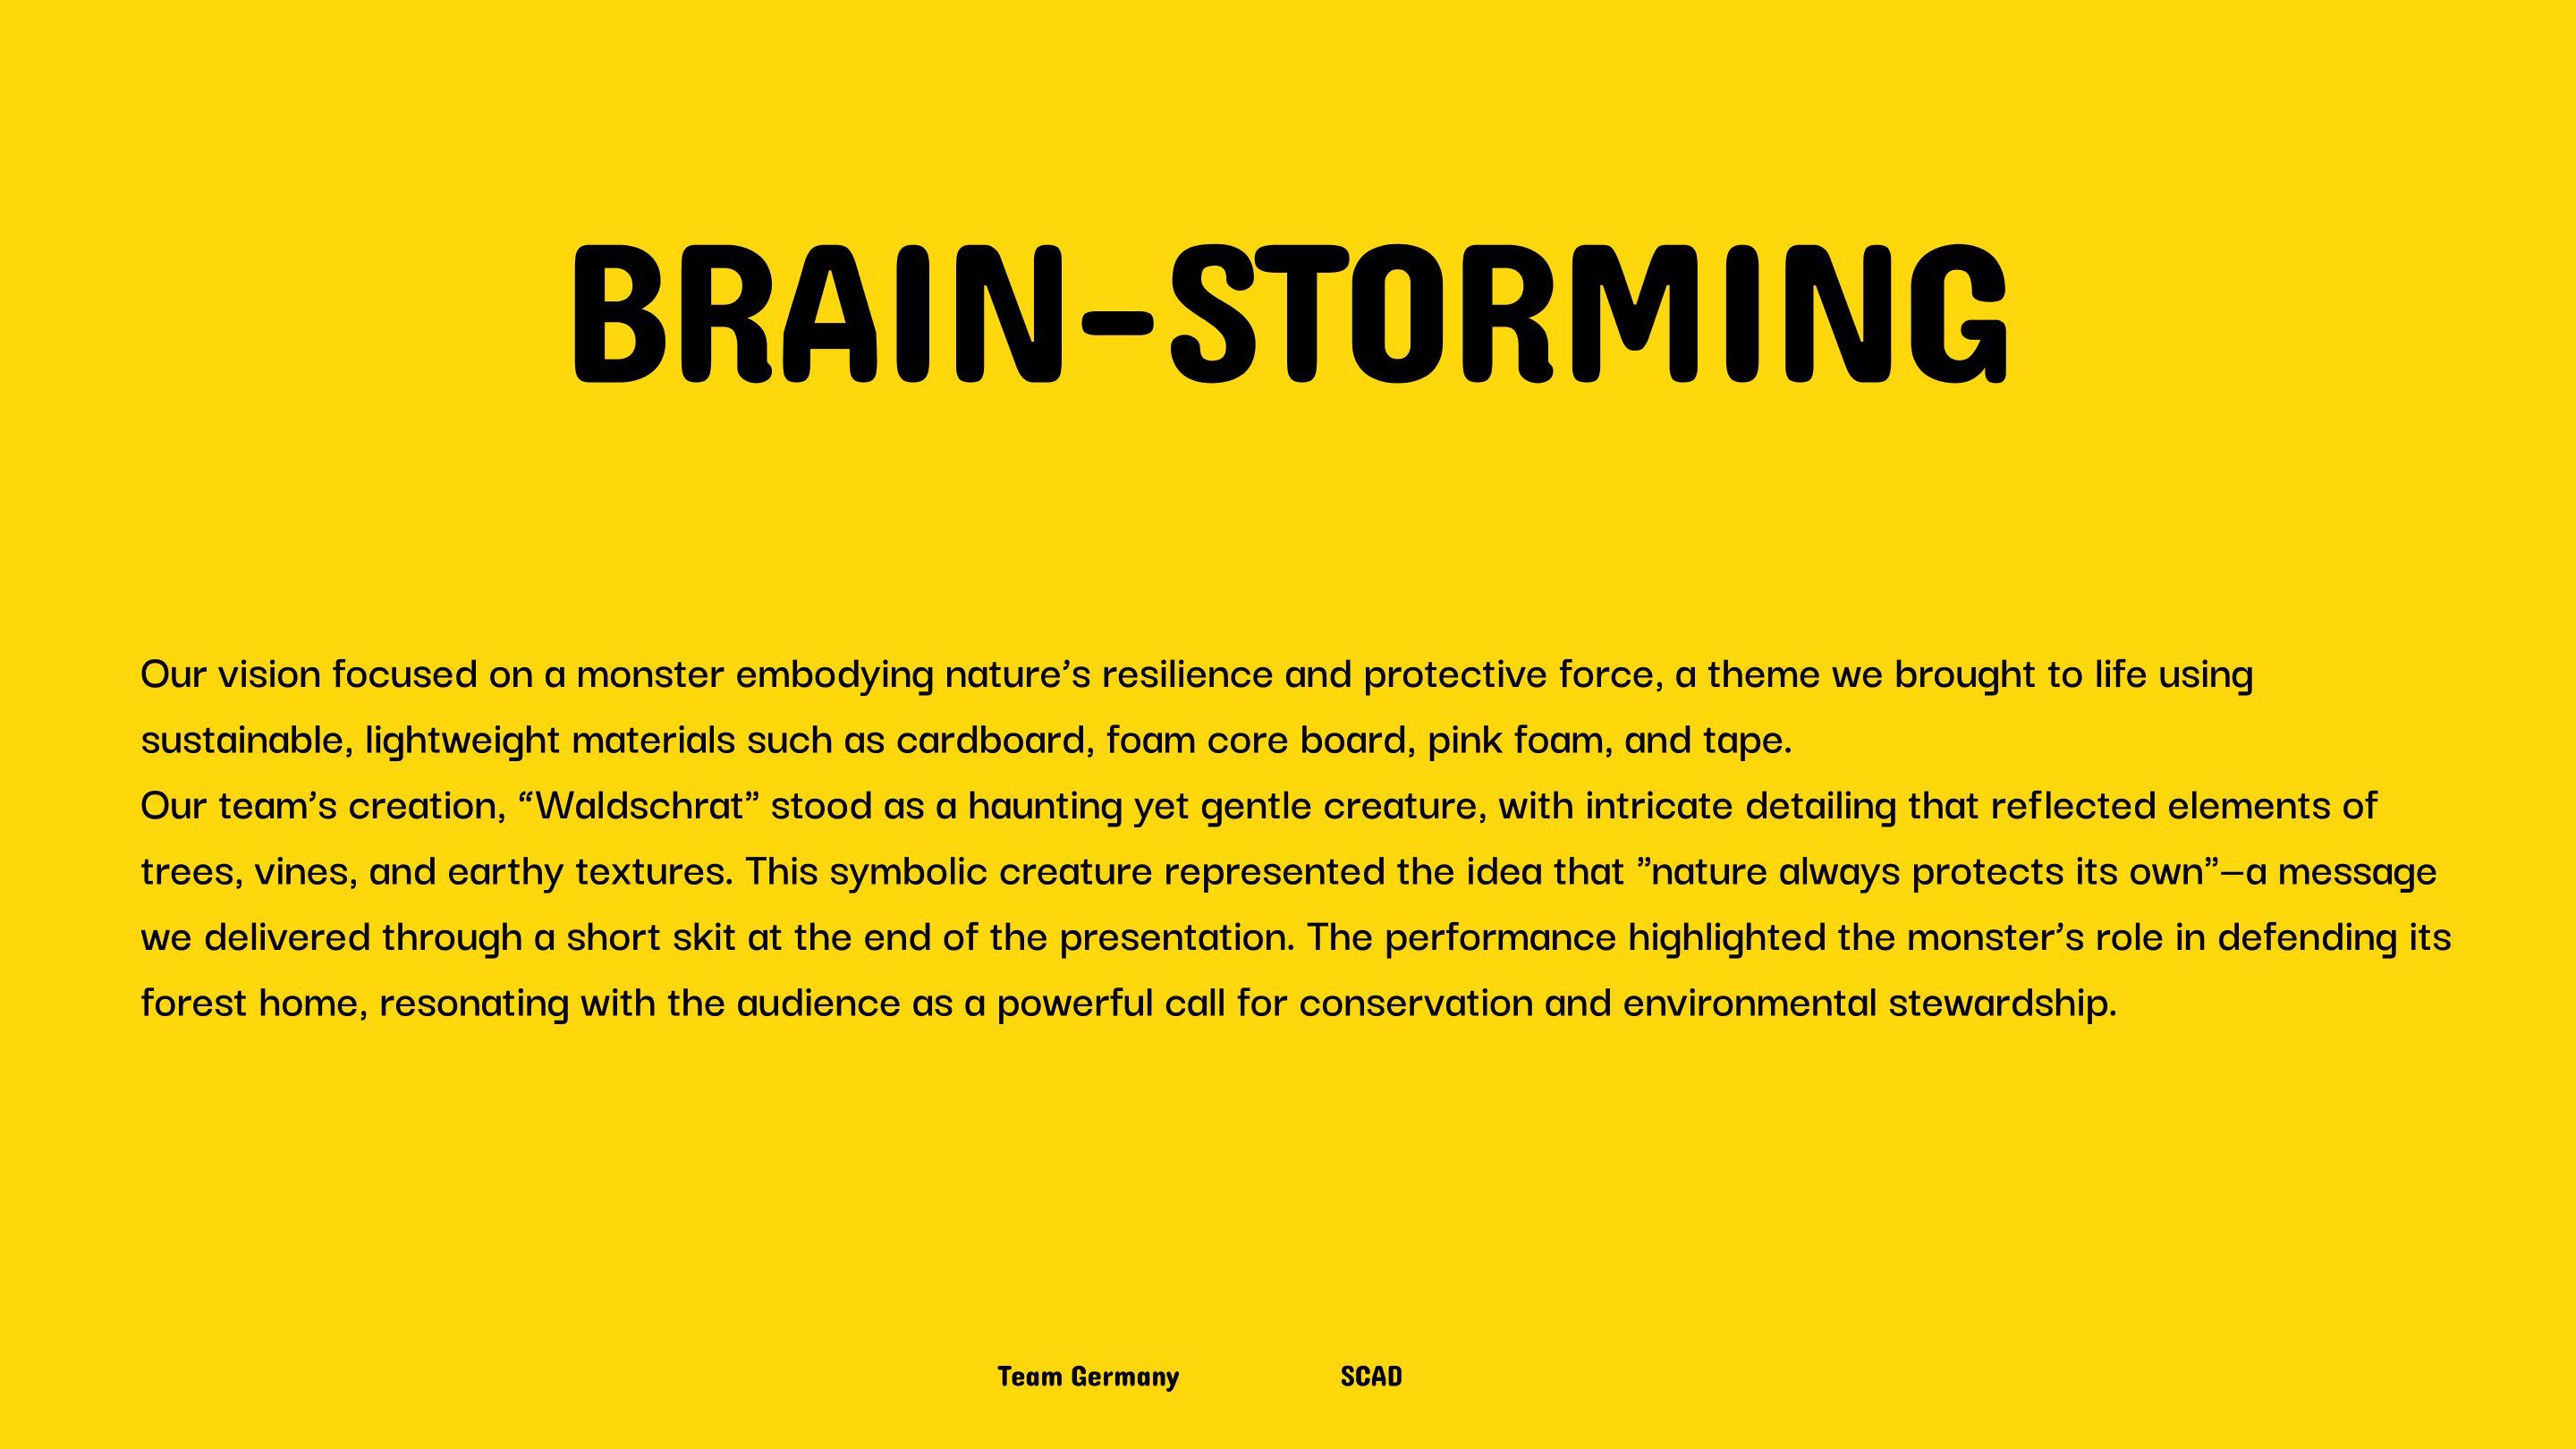 BRAIN-STORMING
Our vision focused on a monster embodying nature’s resilience and protective force, a theme we brought to life using
sustainable, lightweight materials such as cardboard, foam core board, pink foam, and tape.
Our team’s creation, “Waldschrat” stood as a haunting yet gentle creature, with intricate detailing that reflected elements of
trees, vines, and earthy textures. This symbolic creature represented the idea that ”nature always protects its own”—a message
we delivered through a short skit at the end of the presentation. The performance highlighted the monster’s role in defending its
forest home, resonating with the audience as a powerful call for conservation and environmental stewardship.
Team Germany SCAD